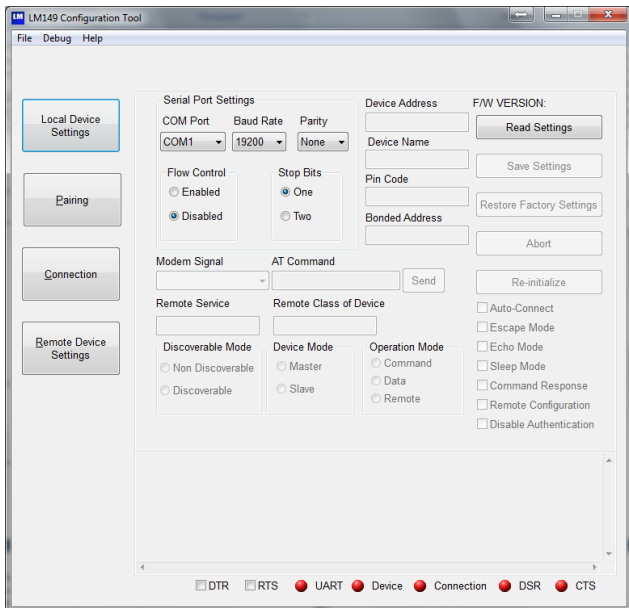 LM LM149 Configuration Tool
File Debug Help
Local Device
Settings
Pairing
Connection
Remote Device
Settings
Serial Port Settings
COM Port Baud Rate Parity
COM1 19200 None
Flow Control
Enabled
Disabled
Stop Bits
One
Two
Device Address
Device Name
Pin Code
Bonded Address
Modem Signal
AT Command
Send
Remote Service
Remote Class of Device
Discoverable Mode
Non Discoverable
Discoverable
Device Mode
Master
Slave
Operation Mode
Command
Data
Remote
F/W VERSION:
Read Settings
Save Settings
Restore Factory Settings
Abort
Re-initialize
Auto-Connect
Escape Mode
Echo Mode
Sleep Mode
Command Response
Remote Configuration
Disable Authentication
DTR RTS UART Device Connection DSR CTS